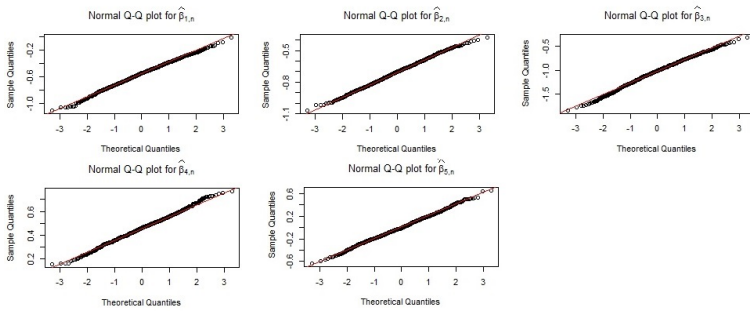 Normal Q-Q plot for β̂1,n
Sample Quantiles
-1.0 -0.6 -0.2
-3 -2 -1 0 1 2 3
Theoretical Quantiles
Normal Q-Q plot for β̂2,n
Sample Quantiles
-1.1 -0.8 -0.5
-3 -2 -1 0 1 2 3
Theoretical Quantiles
Normal Q-Q plot for β̂3,n
Sample Quantiles
-1.5 -1.0 -0.5
-3 -2 -1 0 1 2 3
Theoretical Quantiles
Normal Q-Q plot for β̂4,n
Sample Quantiles
0.2 0.4 0.6
-3 -2 -1 0 1 2 3
Theoretical Quantiles
Normal Q-Q plot for β̂5,n
Sample Quantiles
-0.6 -0.2 0.2 0.6
-3 -2 -1 0 1 2 3
Theoretical Quantiles